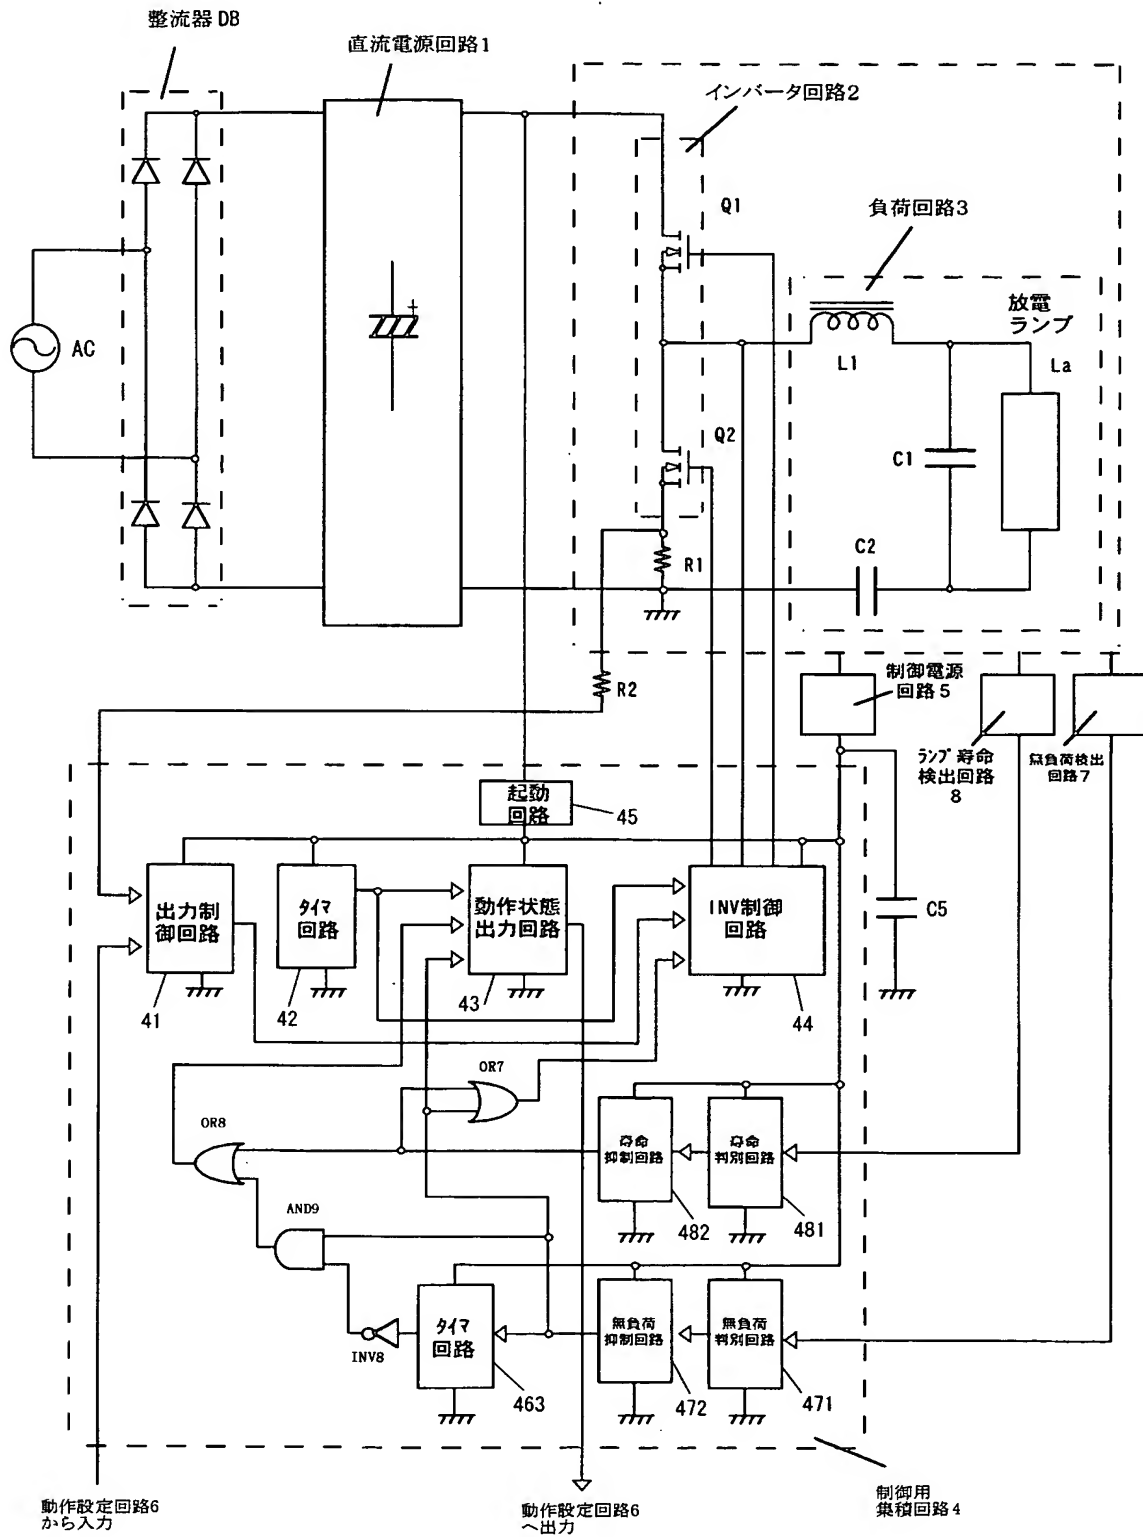 整流器 DB
直流電源回路1
インバータ回路2
Q1
負荷回路3
放電
ランプ
AC
L1
La
Q2
C1
C2
R1
R2
制御電源
回路 5
ランプ 寿命
検出回路
8
無負荷検出
回路 7
起動
回路
45
出力制
御回路
タイマ
回路
動作状態
出力回路
INV制御
回路
C5
41
42
43
44
OR7
OR8
寿命
抑制回路
寿命
判別回路
AND9
482
481
タイマ
回路
無負荷
抑制回路
無負荷
判別回路
INV8
463
472
471
動作設定回路6
から入力
動作設定回路6
へ出力
制御用
集積回路 4